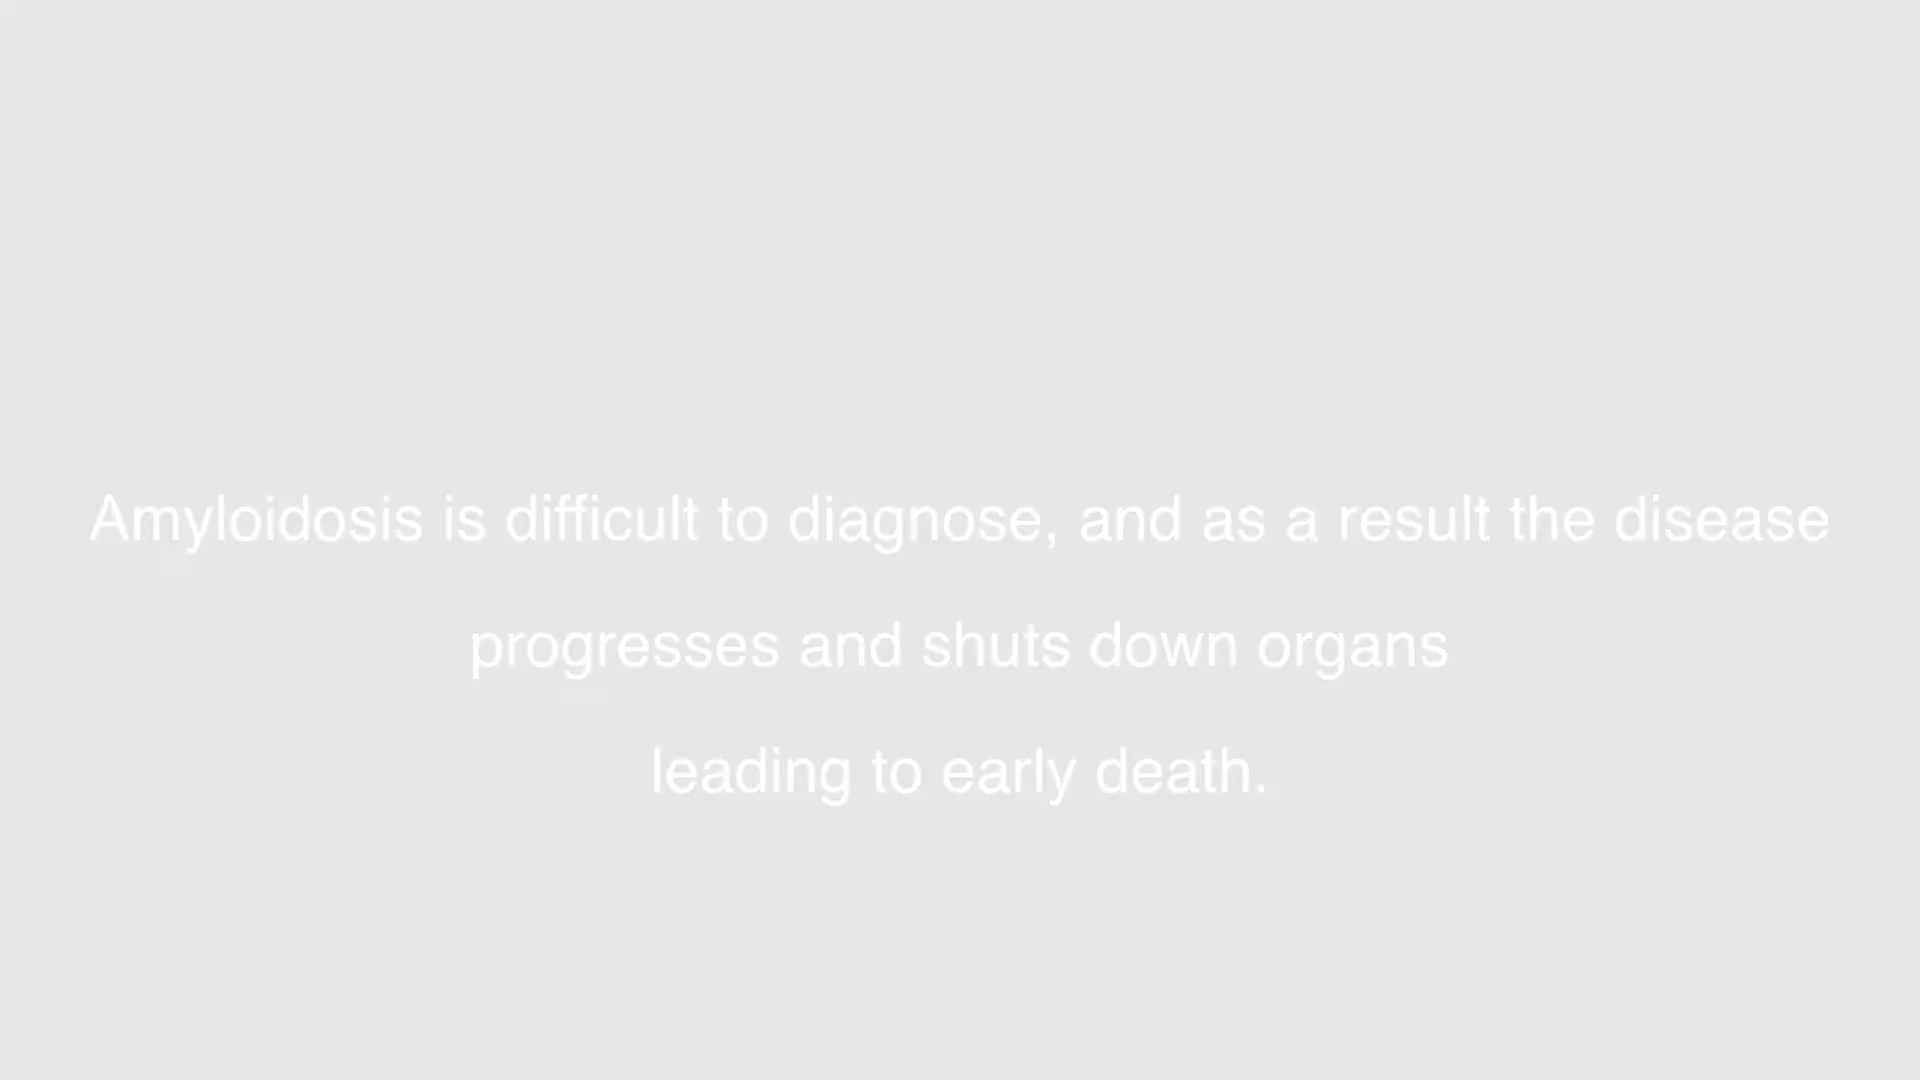 Amyloidosis is difficult to diagnose, and as a result the disease
progresses and shuts down organs
leading to early death.